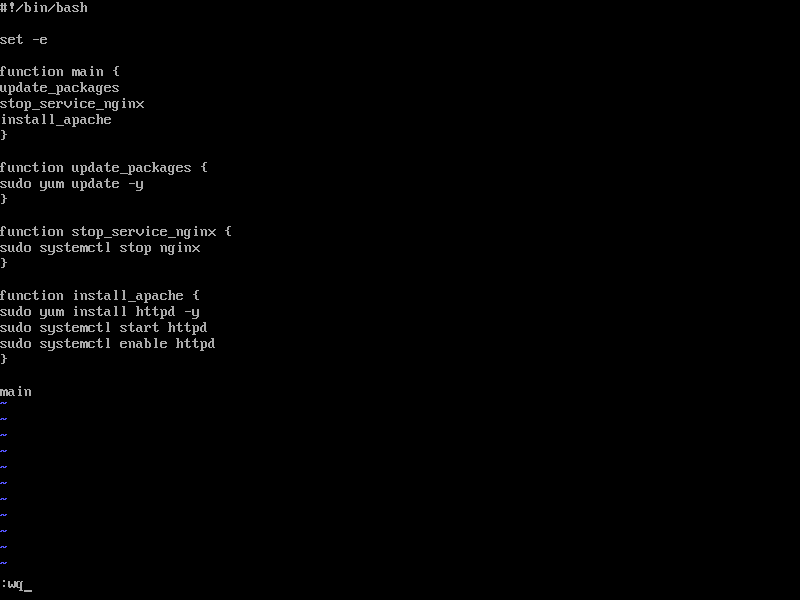 #!/bin/bash

set -e

function main {
update_packages
stop_service_nginx
install_apache
}

function update_packages {
sudo yum update -y
}

function stop_service_nginx {
sudo systemctl stop nginx
}

function install_apache {
sudo yum install httpd -y
sudo systemctl start httpd
sudo systemctl enable httpd
}

main
~
~
~
~
~
~
~
~
~
~
~
:wq_